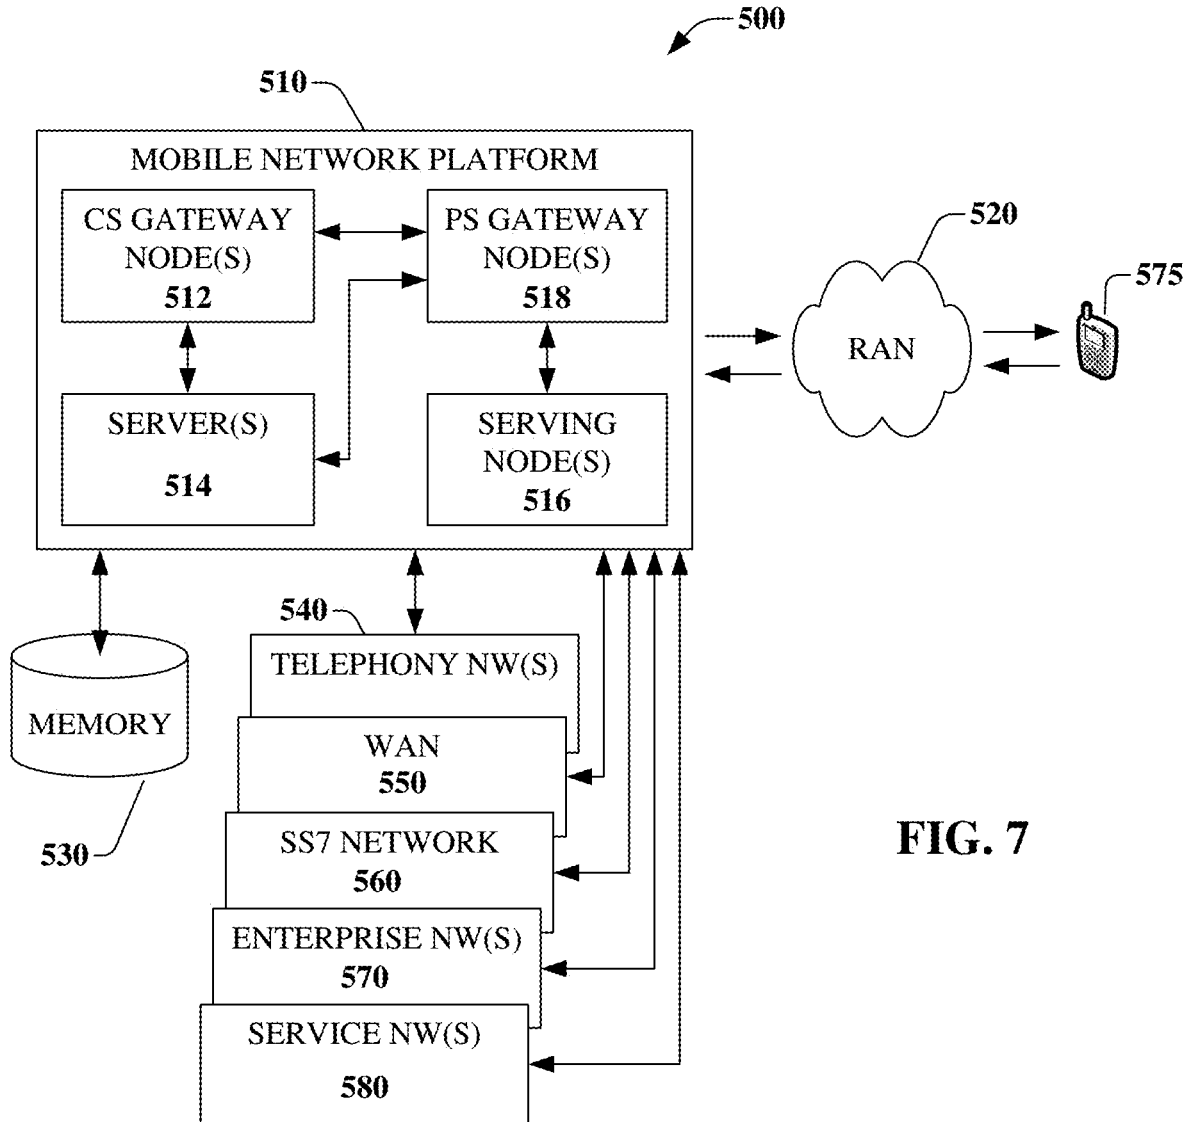 500
510
MOBILE NETWORK PLATFORM
CS GATEWAY
NODE(S)
512
PS GATEWAY
NODE(S)
518
SERVER(S)
514
SERVING
NODE(S)
516
520
RAN
575
540
TELEPHONY NW(S)
MEMORY
530
WAN
550
SS7 NETWORK
560
ENTERPRISE NW(S)
570
SERVICE NW(S)
580
FIG. 7